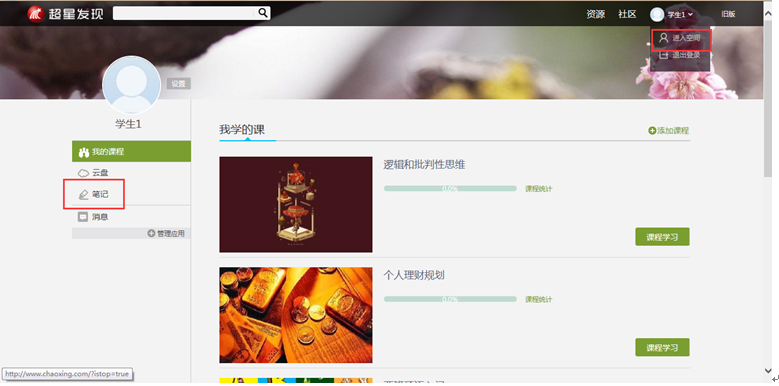 超星发现
资源 社区 学生1 旧版
进入空间
退出登录
设置
学生1
我的课程
云盘
笔记
消息
管理应用
我学的课
添加课程
逻辑和批判性思维
0.0% 课程统计
课程学习
个人理财规划
0.0% 课程统计
课程学习
http://www.chaoxing.com/?istop=true